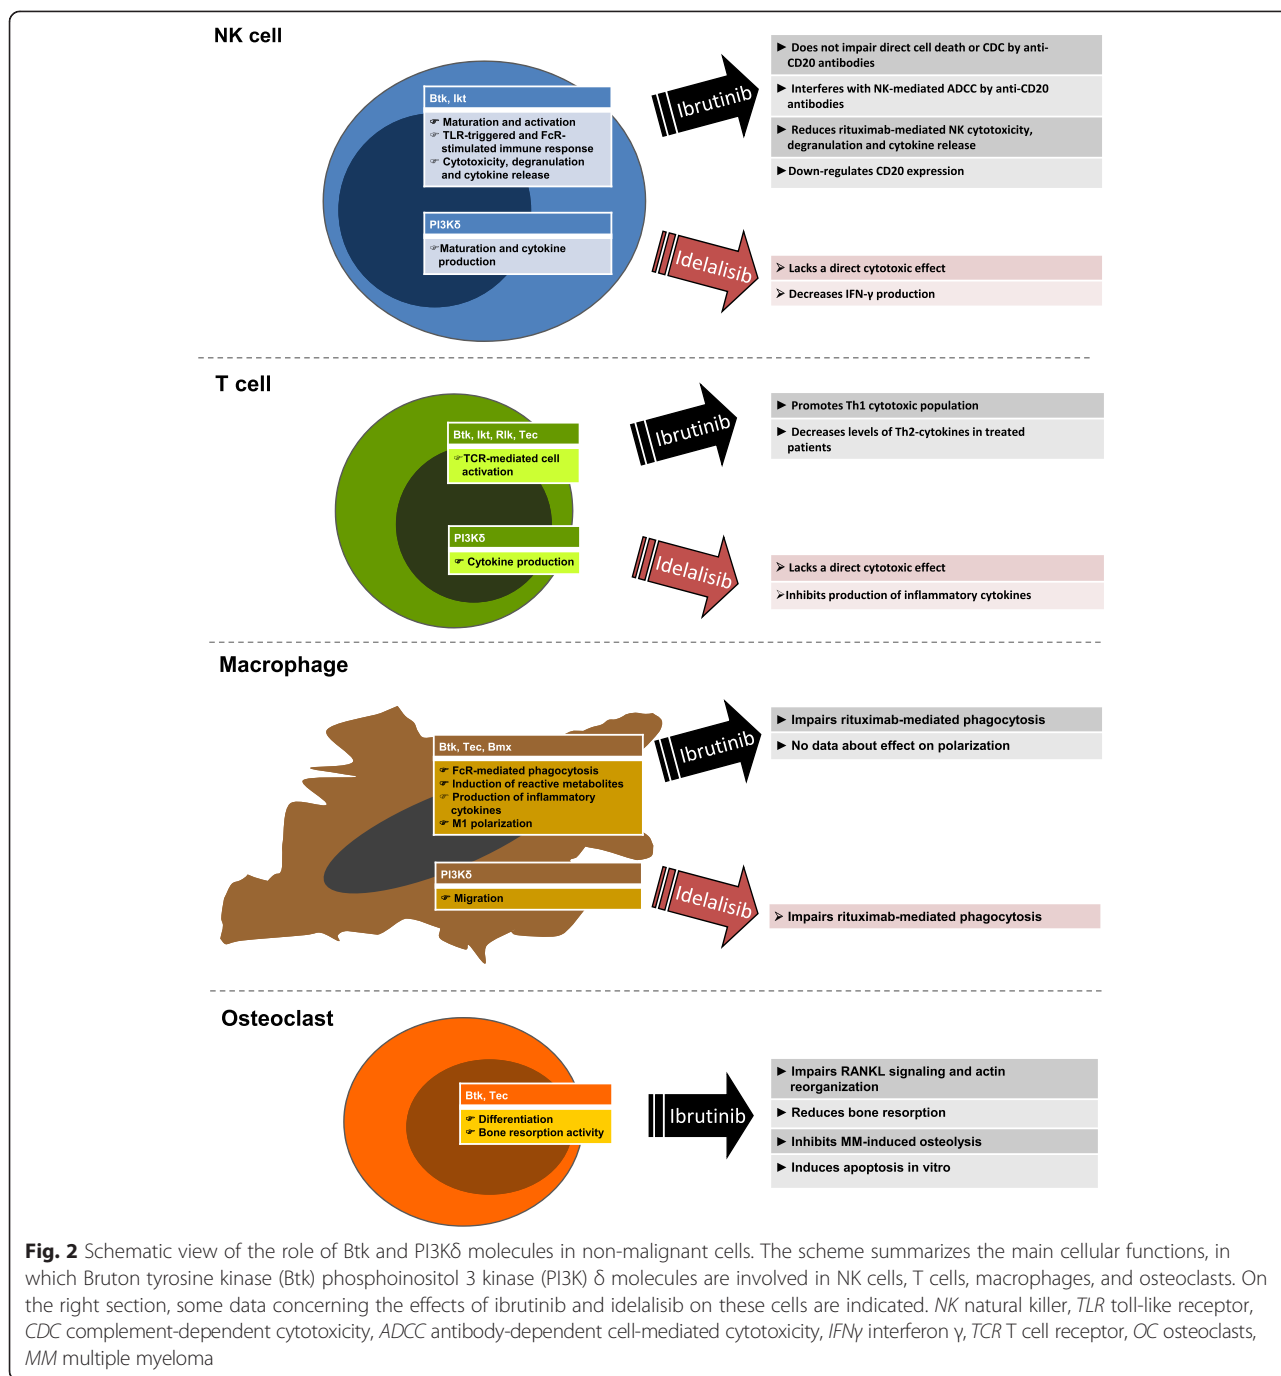 NK cell
Btk, Ikt
☞ Maturation and activation
☞ TLR-triggered and FcR-
stimulated immune response
☞ Cytotoxicity, degranulation
and cytokine release
PI3Kδ
☞Maturation and cytokine
production
Ibrutinib
► Does not impair direct cell death or CDC by anti-
CD20 antibodies
► Interferes with NK-mediated ADCC by anti-CD20
antibodies
► Reduces rituximab-mediated NK cytotoxicity,
degranulation and cytokine release
►Down-regulates CD20 expression
Idelalisib
➢ Lacks a direct cytotoxic effect
➢ Decreases IFN-γ production
T cell
Btk, Ikt, Rlk, Tec
☞TCR-mediated cell
activation
PI3Kδ
☞ Cytokine production
Ibrutinib
► Promotes Th1 cytotoxic population
► Decreases levels of Th2-cytokines in treated
patients
Idelalisib
➢ Lacks a direct cytotoxic effect
➢Inhibits production of inflammatory cytokines
Macrophage
Btk, Tec, Bmx
☞ FcR-mediated phagocytosis
☞ Induction of reactive metabolites
☞ Production of inflammatory
cytokines
☞ M1 polarization
PI3Kδ
☞ Migration
Ibrutinib
► Impairs rituximab-mediated phagocytosis
► No data about effect on polarization
Idelalisib
➢ Impairs rituximab-mediated phagocytosis
Osteoclast
Btk, Tec
☞ Differentiation
☞ Bone resorption activity
Ibrutinib
► Impairs RANKL signaling and actin
reorganization
► Reduces bone resorption
► Inhibits MM-induced osteolysis
► Induces apoptosis in vitro
Fig. 2 Schematic view of the role of Btk and PI3Kδ molecules in non-malignant cells. The scheme summarizes the main cellular functions, in
which Bruton tyrosine kinase (Btk) phosphoinositol 3 kinase (PI3K) δ molecules are involved in NK cells, T cells, macrophages, and osteoclasts. On
the right section, some data concerning the effects of ibrutinib and idelalisib on these cells are indicated. NK natural killer, TLR toll-like receptor,
CDC complement-dependent cytotoxicity, ADCC antibody-dependent cell-mediated cytotoxicity, IFNγ interferon γ, TCR T cell receptor, OC osteoclasts,
MM multiple myeloma